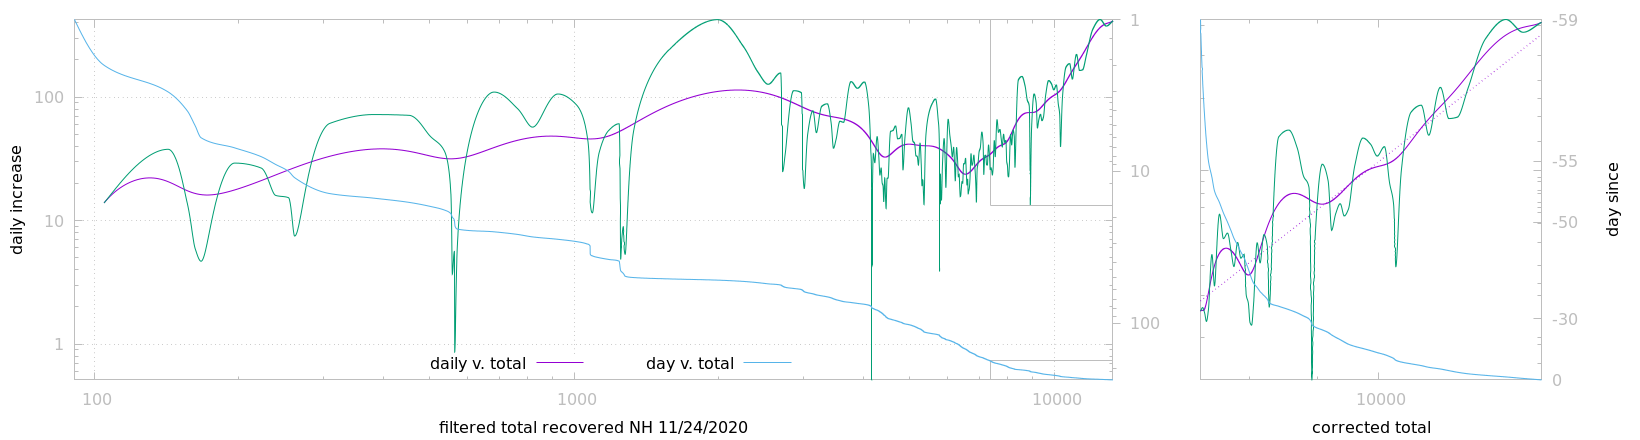 1
-59
100
daily increase
10
-55
day since
10
-50
100
-30
1
daily v. total
day v. total
0
100
1000
10000
10000
filtered total recovered NH 11/24/2020
corrected total